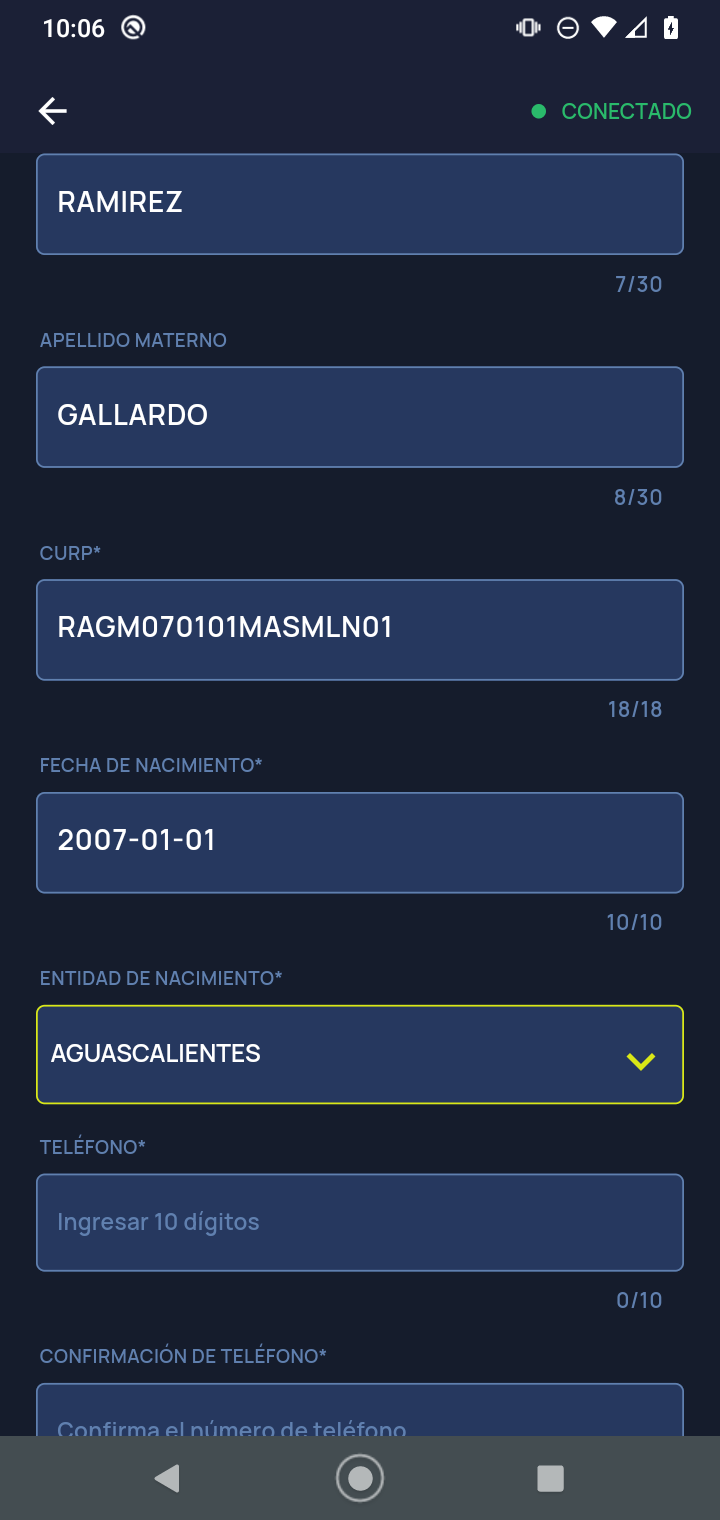 10:06
CONECTADO
RAMIREZ
7/30
APELLIDO MATERNO
GALLARDO
8/30
CURP*
RAGM070101MASMLN01
18/18
FECHA DE NACIMIENTO*
2007-01-01
10/10
ENTIDAD DE NACIMIENTO*
AGUASCALIENTES
TELÉFONO*
Ingresar 10 dígitos
0/10
CONFIRMACIÓN DE TELÉFONO*
Confirma el número de teléfono